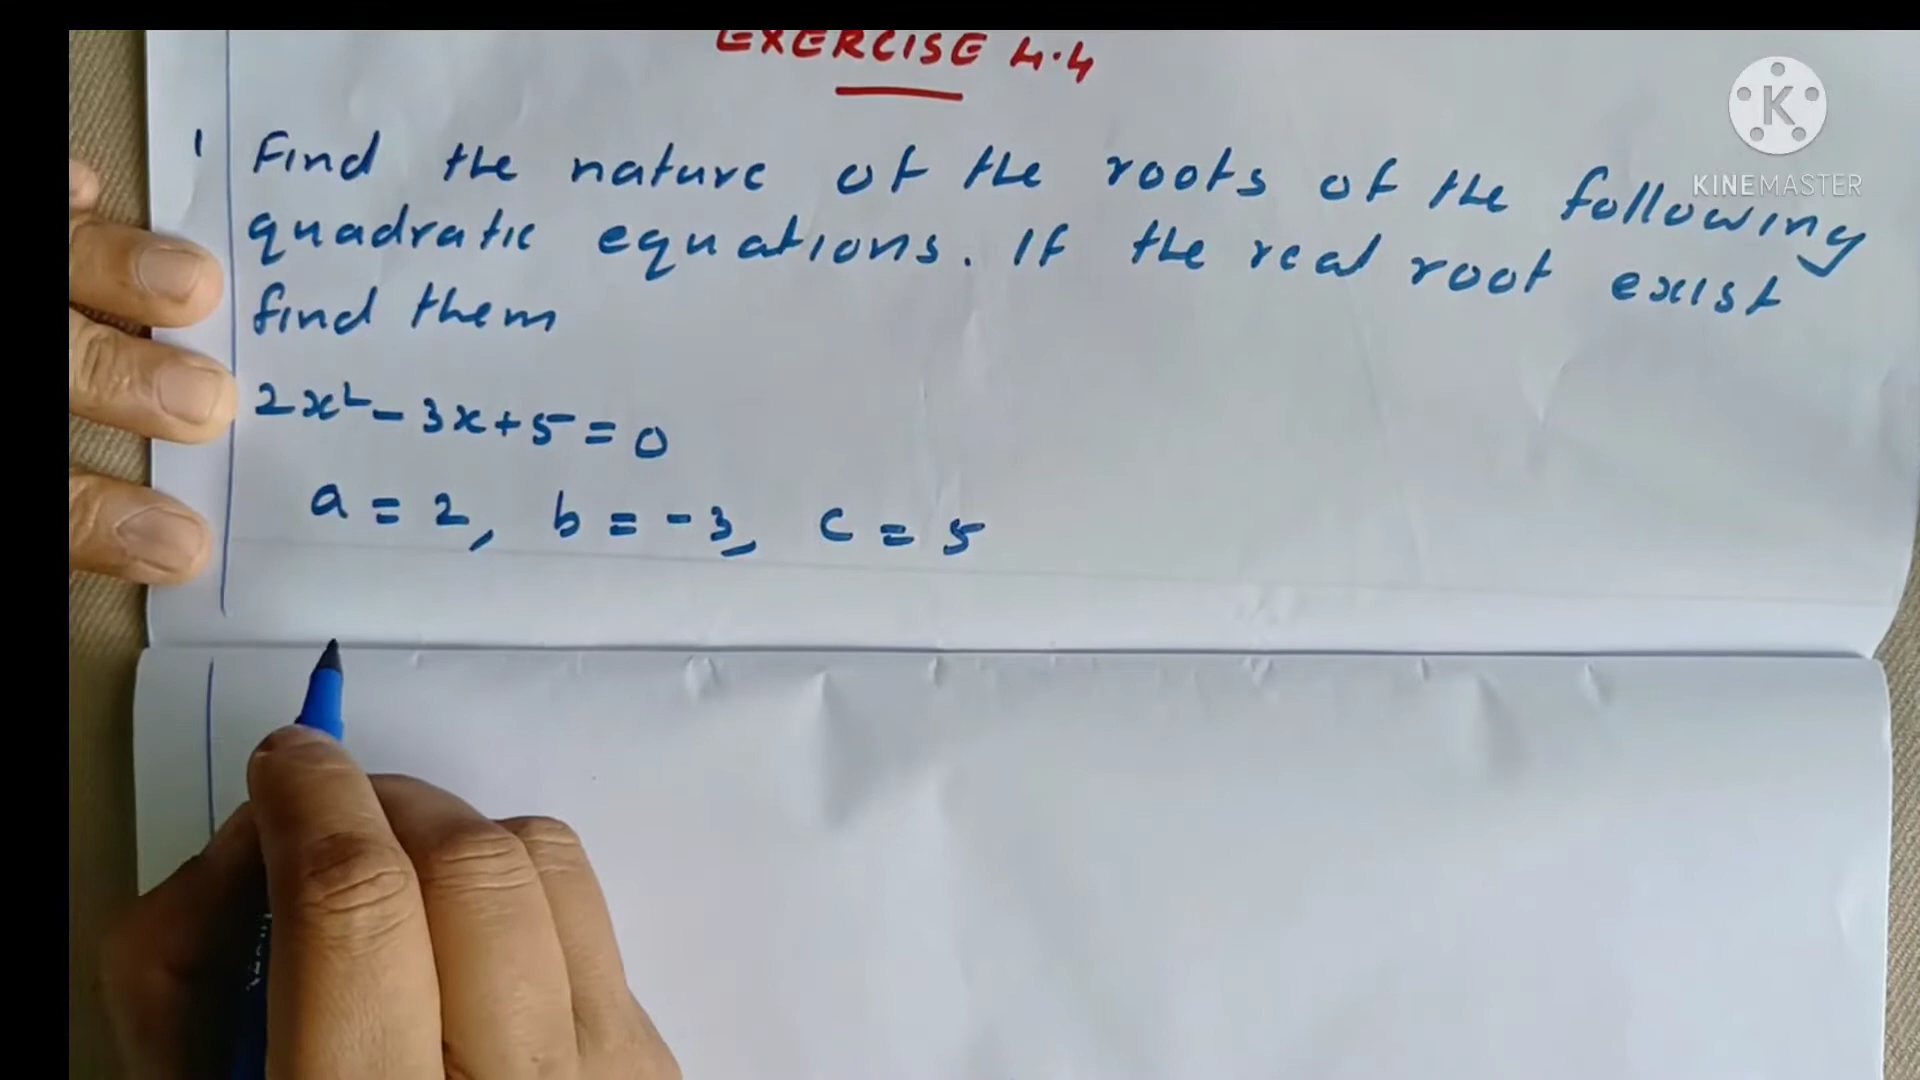 EXERCISE 4.4
1 Find the nature of the roots of the following
quadratic equations. If the real root exist
find them
2x² - 3x + 5 = 0
a = 2, b = -3, c = 5
K
KINEMASTER